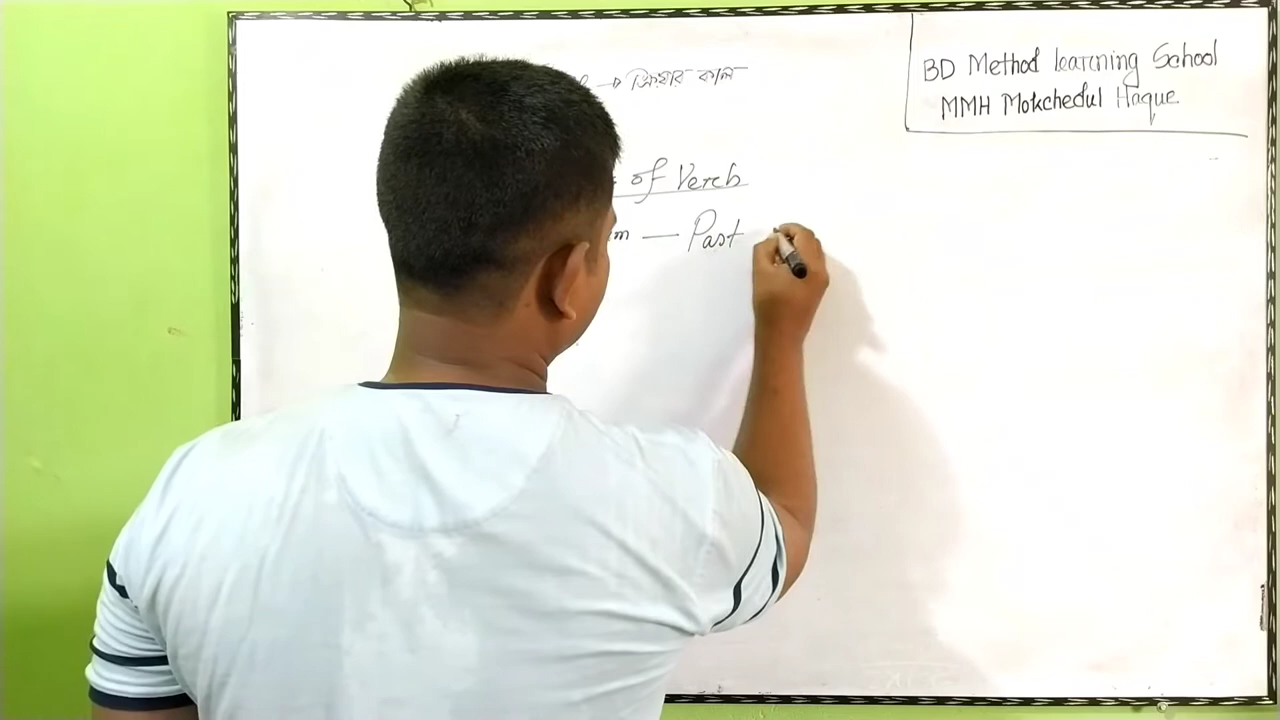 BD Method learning School
MMH Mokchedul Haque
→ ক্রিয়ার কাল
of Verb
— Past